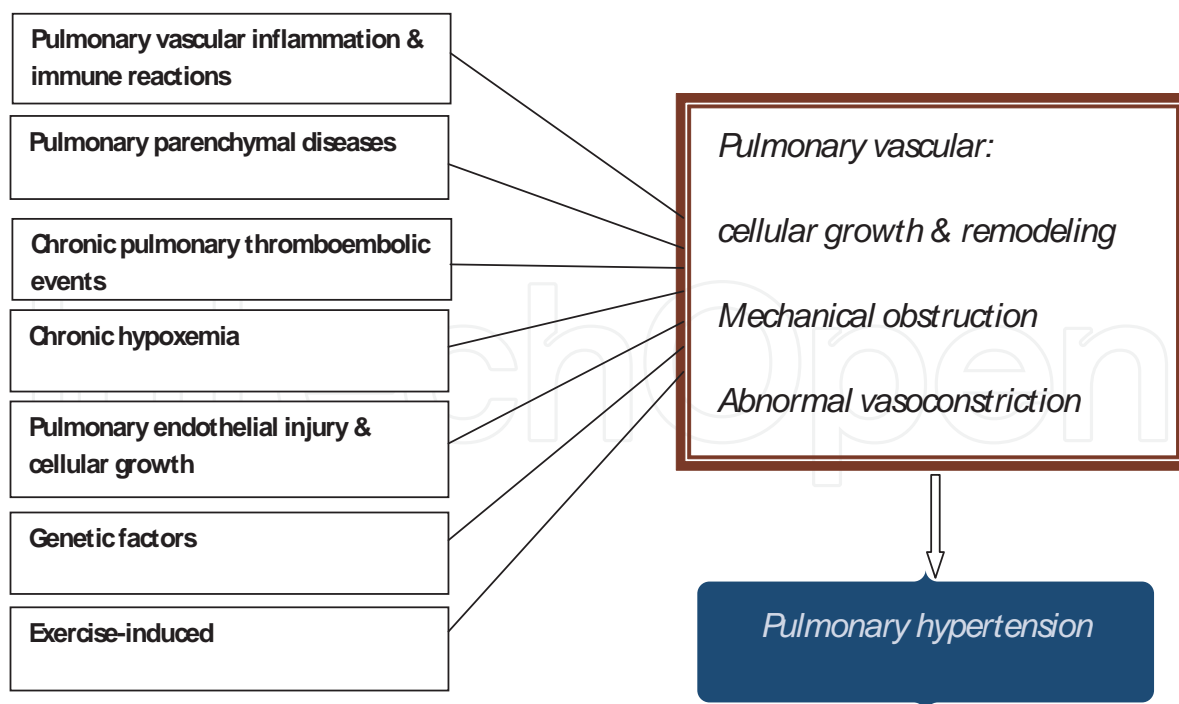 Pulmonary vascular inflammation &
immune reactions
Pulmonary parenchymal diseases
Chronic pulmonary thromboembolic
events
Chronic hypoxemia
Pulmonary endothelial injury &
cellular growth
Genetic factors
Exercise-induced
Pulmonary vascular:
cellular growth & remodeling
Mechanical obstruction
Abnormal vasoconstriction
Pulmonary hypertension
IntechOpen